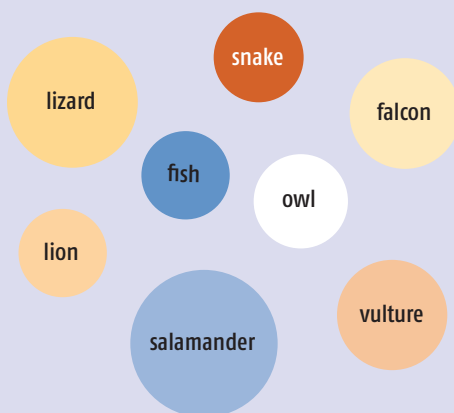 snake
lizard
falcon
fish
owl
lion
vulture
salamander